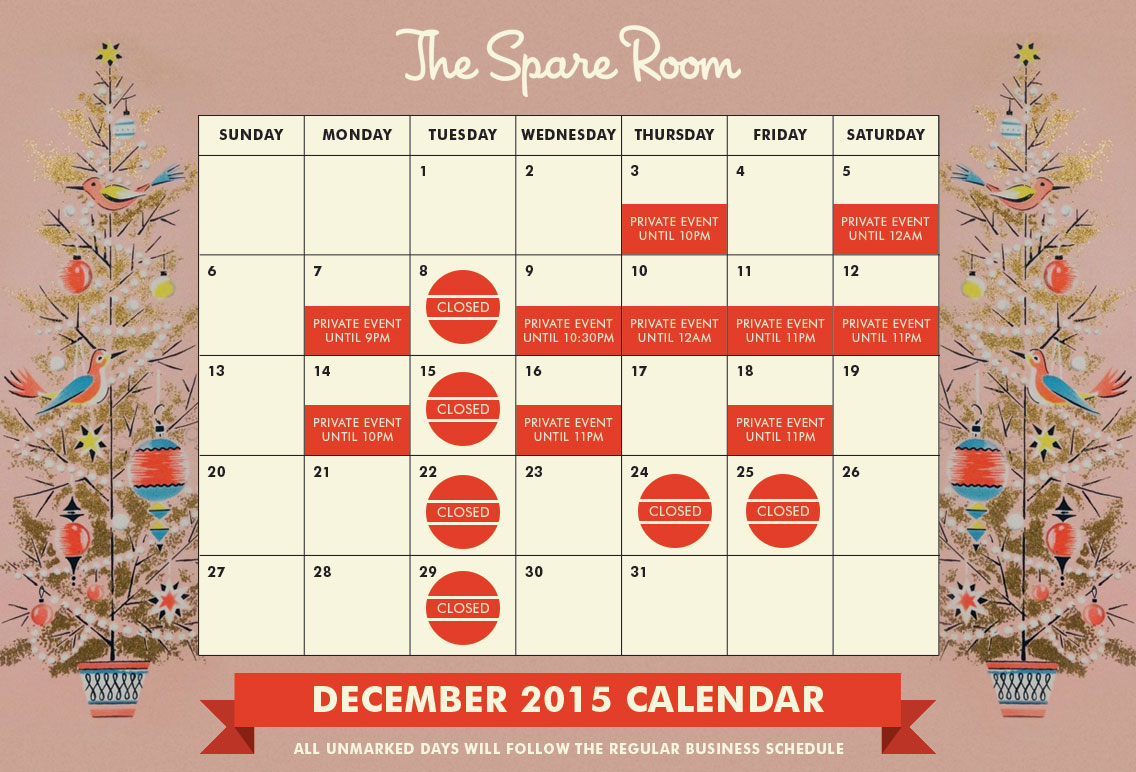 The Spare Room
SUNDAY MONDAY TUESDAY WEDNESDAY THURSDAY FRIDAY SATURDAY
1 2 3 4 5
PRIVATE EVENT PRIVATE EVENT
UNTIL 10PM UNTIL 12AM
6 7 8 9 10 11 12
CLOSED
PRIVATE EVENT PRIVATE EVENT PRIVATE EVENT PRIVATE EVENT PRIVATE EVENT
UNTIL 9PM UNTIL 10:30PM UNTIL 12AM UNTIL 11PM UNTIL 11PM
13 14 15 16 17 18 19
CLOSED
PRIVATE EVENT PRIVATE EVENT PRIVATE EVENT
UNTIL 10PM UNTIL 11PM UNTIL 11PM
20 21 22 23 24 25 26
CLOSED CLOSED CLOSED
27 28 29 30 31
CLOSED
DECEMBER 2015 CALENDAR
ALL UNMARKED DAYS WILL FOLLOW THE REGULAR BUSINESS SCHEDULE